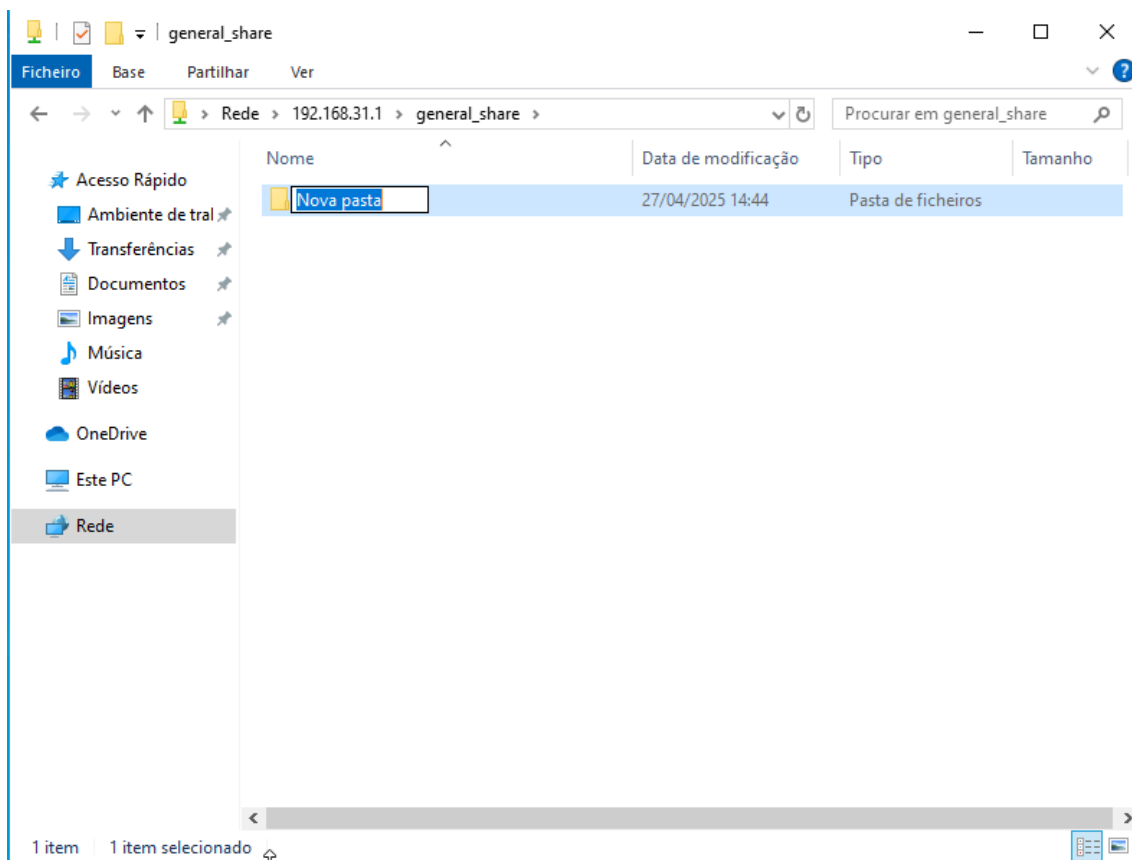 general_share
Ficheiro Base Partilhar Ver
Rede 192.168.31.1 general_share Procurar em general_share
Nome Data de modificação Tipo Tamanho
Nova pasta 27/04/2025 14:44 Pasta de ficheiros
Acesso Rápido
Ambiente de tral
Transferências
Documentos
Imagens
Música
Vídeos
OneDrive
Este PC
Rede
1 item 1 item selecionado